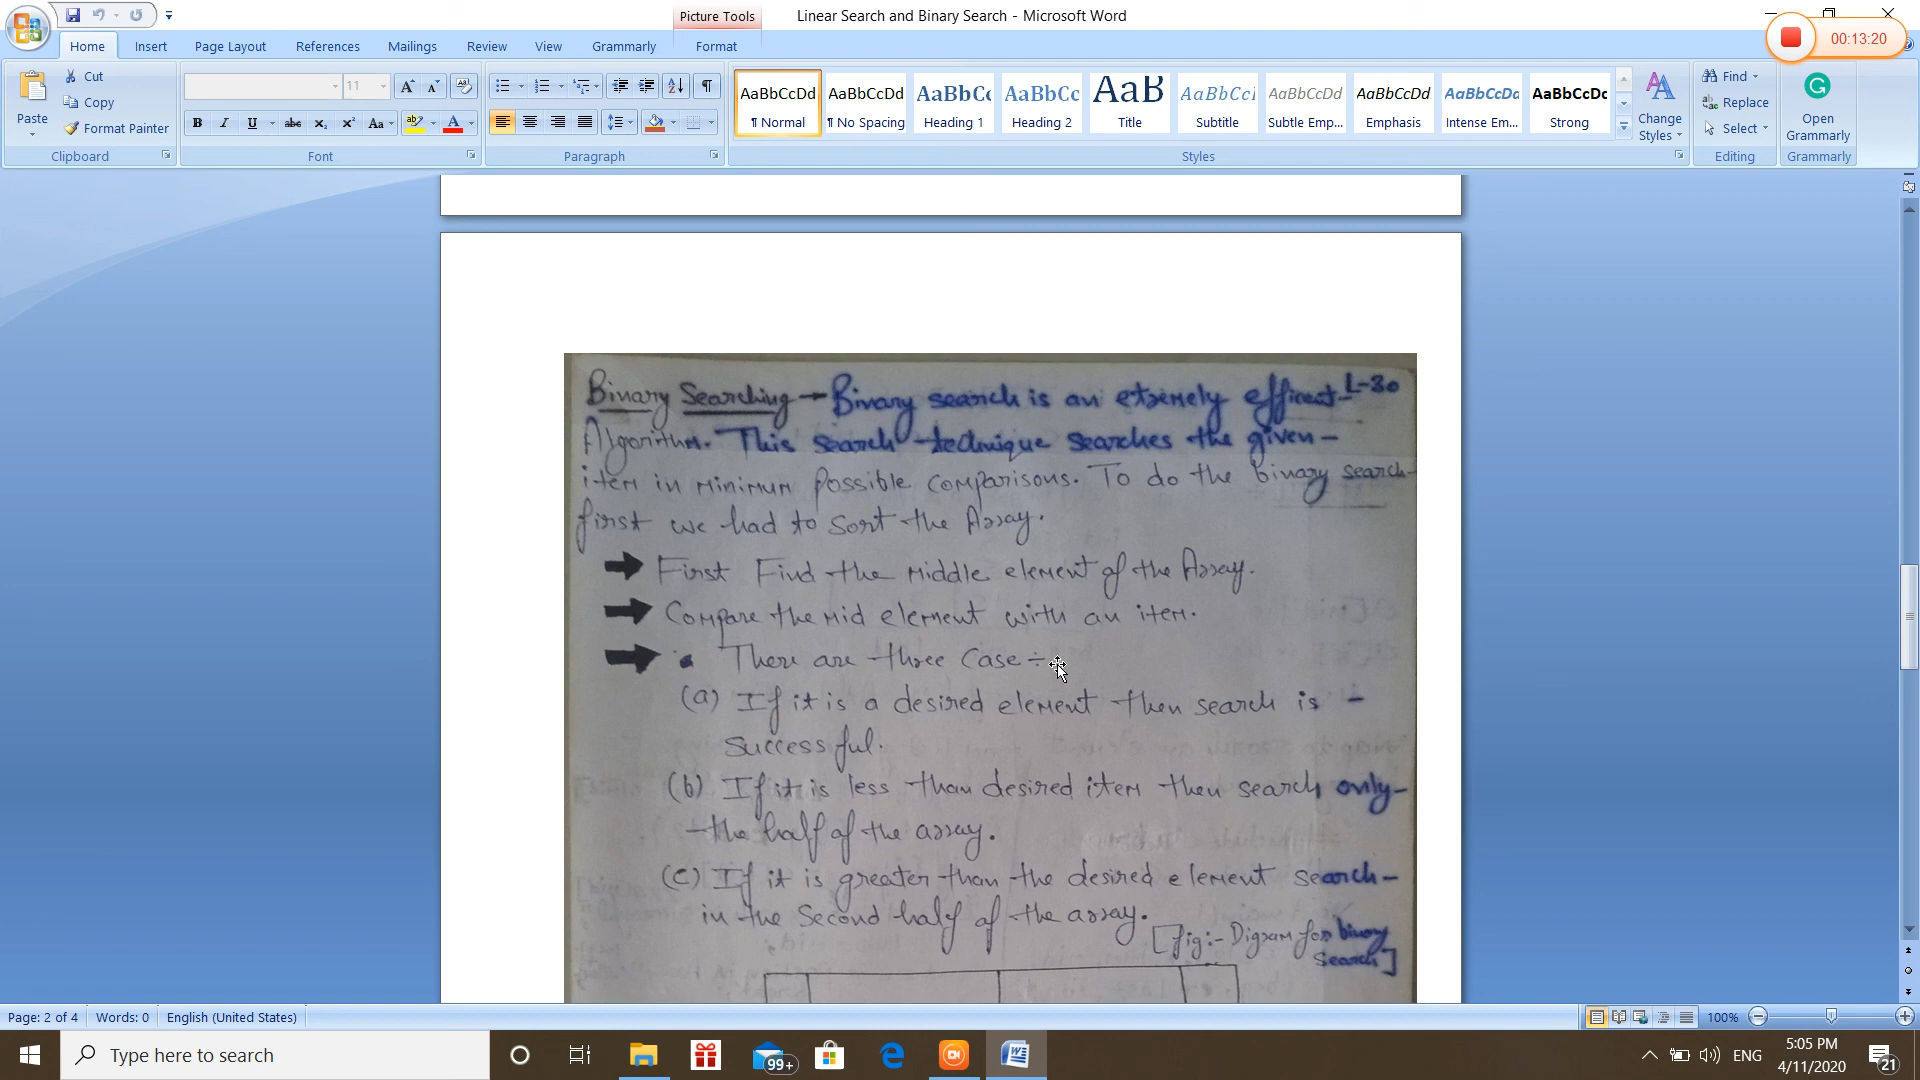 Picture Tools
Linear Search and Binary Search - Microsoft Word
00:13:20
Home Insert Page Layout References Mailings Review View Grammarly Format
Cut
Copy
Format Painter
Paste
Clipboard
11
Font
Paragraph
AaBbCcDd AaBbCcDd AaBbCc AaBbCc AaB AaBbCcI AaBbCcDd AaBbCcDd AaBbCcDd AaBbCcDc
¶ Normal ¶ No Spacing Heading 1 Heading 2 Title Subtitle Subtle Emp... Emphasis Intense Em... Strong
Change Styles
Styles
Find
Replace
Select
Editing
Open Grammarly
Grammarly
L-30
Binary Searching → Binary search is an extremely efficent-
Algorithm. This search technique searches the given-
item in minimum possible comparisons. To do the binary search-
first we had to sort the Array.
→ First Find the middle element of the Array.
→ Compare the mid element with an item.
→ • There are three case ÷
(a) If it is a desired element then search is -
Successful.
(b) If it is less than desired item then search only-
the half of the array.
(c) If it is greater than the desired element search-
in the second half of the array.
[fig:- Digram for binary
search]
Page: 2 of 4 Words: 0 English (United States) 100%
Type here to search
99+
ENG
5:05 PM
4/11/2020
21